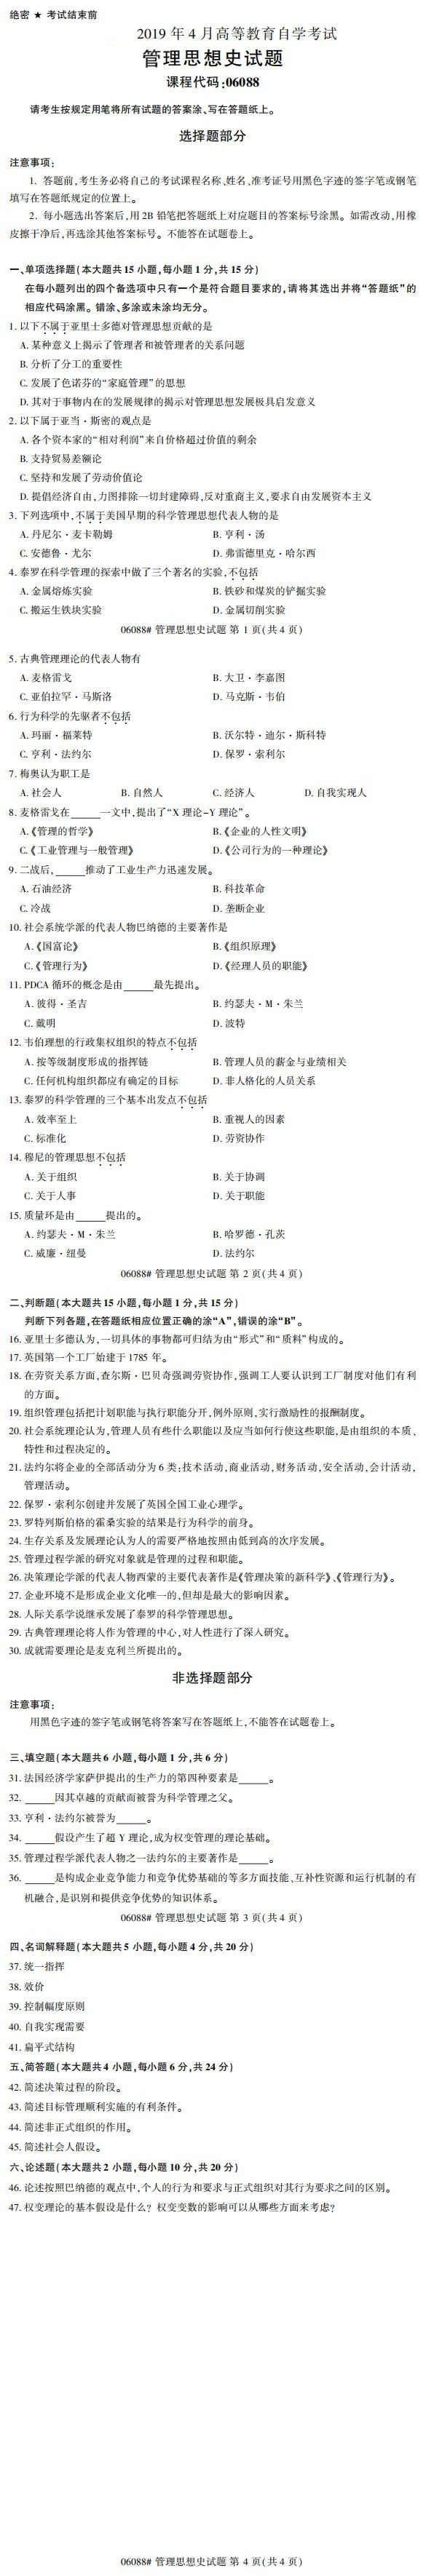 绝密 ★ 考试结束前
2019 年 4 月高等教育自学考试
管理思想史试题
课程代码:06088
请考生按规定用笔将所有试题的答案涂、写在答题纸上。
选择题部分
注意事项:
1. 答题前,考生务必将自己的考试课程名称、姓名、准考证号用黑色字迹的签字笔或钢笔
填写在答题纸规定的位置上。
2. 每小题选出答案后,用 2B 铅笔把答题纸上对应题目的答案标号涂黑。如需改动,用橡
皮擦干净后,再选涂其他答案标号。不能答在试题卷上。
一、单项选择题(本大题共 15 小题,每小题 1 分,共 15 分)
在每小题列出的四个备选项中只有一个是符合题目要求的,请将其选出并将“答题纸”的
相应代码涂黑。错涂、多涂或未涂均无分。
1. 以下不属于亚里士多德对管理思想贡献的是
A. 某种意义上揭示了管理者和被管理者的关系问题
B. 分析了分工的重要性
C. 发展了色诺芬的“家庭管理”的思想
D. 其对于事物内在的发展规律的揭示对管理思想发展极具启发意义
2. 以下属于亚当·斯密的观点是
A. 各个资本家的“相对利润”来自价格超过价值的剩余
B. 支持贸易差额论
C. 坚持和发展了劳动价值论
D. 提倡经济自由,力图排除一切封建障碍,反对重商主义,要求自由发展资本主义
3. 下列选项中,不属于美国早期的科学管理思想代表人物的是
A. 丹尼尔·麦卡勒姆 B. 亨利·汤
C. 安德鲁·尤尔 D. 弗雷德里克·哈尔西
4. 泰罗在科学管理的探索中做了三个著名的实验,不包括
A. 金属熔炼实验 B. 铁砂和煤炭的铲掘实验
C. 搬运生铁块实验 D. 金属切削实验
06088# 管理思想史试题 第 1 页(共 4 页)
5. 古典管理理论的代表人物有
A. 麦格雷戈 B. 大卫·李嘉图
C. 亚伯拉罕·马斯洛 D. 马克斯·韦伯
6. 行为科学的先驱者不包括
A. 玛丽·福莱特 B. 沃尔特·迪尔·斯科特
C. 亨利·法约尔 D. 保罗·索利尔
7. 梅奥认为职工是
A. 社会人 B. 自然人 C. 经济人 D. 自我实现人
8. 麦格雷戈在______一文中,提出了“X 理论-Y 理论”。
A.《管理的哲学》 B.《企业的人性文明》
C.《工业管理与一般管理》 D.《公司行为的一种理论》
9. 二战后,______推动了工业生产力迅速发展。
A. 石油经济 B. 科技革命
C. 冷战 D. 垄断企业
10. 社会系统学派的代表人物巴纳德的主要著作是
A.《国富论》 B.《组织原理》
C.《管理行为》 D.《经理人员的职能》
11. PDCA 循环的概念是由______最先提出。
A. 彼得·圣吉 B. 约瑟夫·M·朱兰
C. 戴明 D. 波特
12. 韦伯理想的行政集权组织的特点不包括
A. 按等级制度形成的指挥链 B. 管理人员的薪金与业绩相关
C. 任何机构组织都应有确定的目标 D. 非人格化的人员关系
13. 泰罗的科学管理的三个基本出发点不包括
A. 效率至上 B. 重视人的因素
C. 标准化 D. 劳资协作
14. 穆尼的管理思想不包括
A. 关于组织 B. 关于协调
C. 关于人事 D. 关于职能
15. 质量环是由______提出的。
A. 约瑟夫·M·朱兰 B. 哈罗德·孔茨
C. 威廉·纽曼 D. 法约尔
06088# 管理思想史试题 第 2 页(共 4 页)
二、判断题(本大题共 15 小题,每小题 1 分,共 15 分)
判断下列各题,在答题纸相应位置正确的涂“A”,错误的涂“B”。
16. 亚里士多德认为,一切具体的事物都可归结为由“形式”和“质料”构成的。
17. 英国第一个工厂始建于 1785 年。
18. 在劳资关系方面,查尔斯·巴贝奇强调劳资协作,强调工人要认识到工厂制度对他们有利
的方面。
19. 组织管理包括把计划职能与执行职能分开,例外原则,实行激励性的报酬制度。
20. 社会系统理论认为,管理人员有些什么职能以及应当如何行使这些职能,是由组织的本质、
特性和过程决定的。
21. 法约尔将企业的全部活动分为 6 类:技术活动,商业活动,财务活动,安全活动,会计活动,
管理活动。
22. 保罗·索利尔创建并发展了英国全国工业心理学。
23. 罗特列斯伯格的霍桑实验的结果是行为科学的前身。
24. 生存关系及发展理论认为人的需要严格地按照由低到高的次序发展。
25. 管理过程学派的研究对象就是管理的过程和职能。
26. 决策理论学派的代表人物西蒙的主要代表著作是《管理决策的新科学》、《管理行为》。
27. 企业环境不是形成企业文化唯一的,但却是最大的影响因素。
28. 人际关系学说继承发展了泰罗的科学管理思想。
29. 古典管理理论将人作为管理的中心,对人性进行了深入研究。
30. 成就需要理论是麦克利兰所提出的。
非选择题部分
注意事项:
用黑色字迹的签字笔或钢笔将答案写在答题纸上,不能答在试题卷上。
三、填空题(本大题共 6 小题,每小题 1 分,共 6 分)
31. 法国经济学家萨伊提出的生产力的第四种要素是______。
32. ______因其卓越的贡献而被誉为科学管理之父。
33. 亨利·法约尔被誉为______。
34. ______假设产生了超 Y 理论,成为权变管理的理论基础。
35. 管理过程学派代表人物之一法约尔的主要著作是______。
36. ______是构成企业竞争能力和竞争优势基础的等多方面技能、互补性资源和运行机制的有
机融合,是识别和提供竞争优势的知识体系。
06088# 管理思想史试题 第 3 页(共 4 页)
四、名词解释题(本大题共 5 小题,每小题 4 分,共 20 分)
37. 统一指挥
38. 效价
39. 控制幅度原则
40. 自我实现需要
41. 扁平式结构
五、简答题(本大题共 4 小题,每小题 6 分,共 24 分)
42. 简述决策过程的阶段。
43. 简述目标管理顺利实施的有利条件。
44. 简述非正式组织的作用。
45. 简述社会人假设。
六、论述题(本大题共 2 小题,每小题 10 分,共 20 分)
46. 论述按照巴纳德的观点中,个人的行为和要求与正式组织对其行为要求之间的区别。
47. 权变理论的基本假设是什么? 权变变数的影响可以从哪些方面来考虑?
06088# 管理思想史试题 第 4 页(共 4 页)